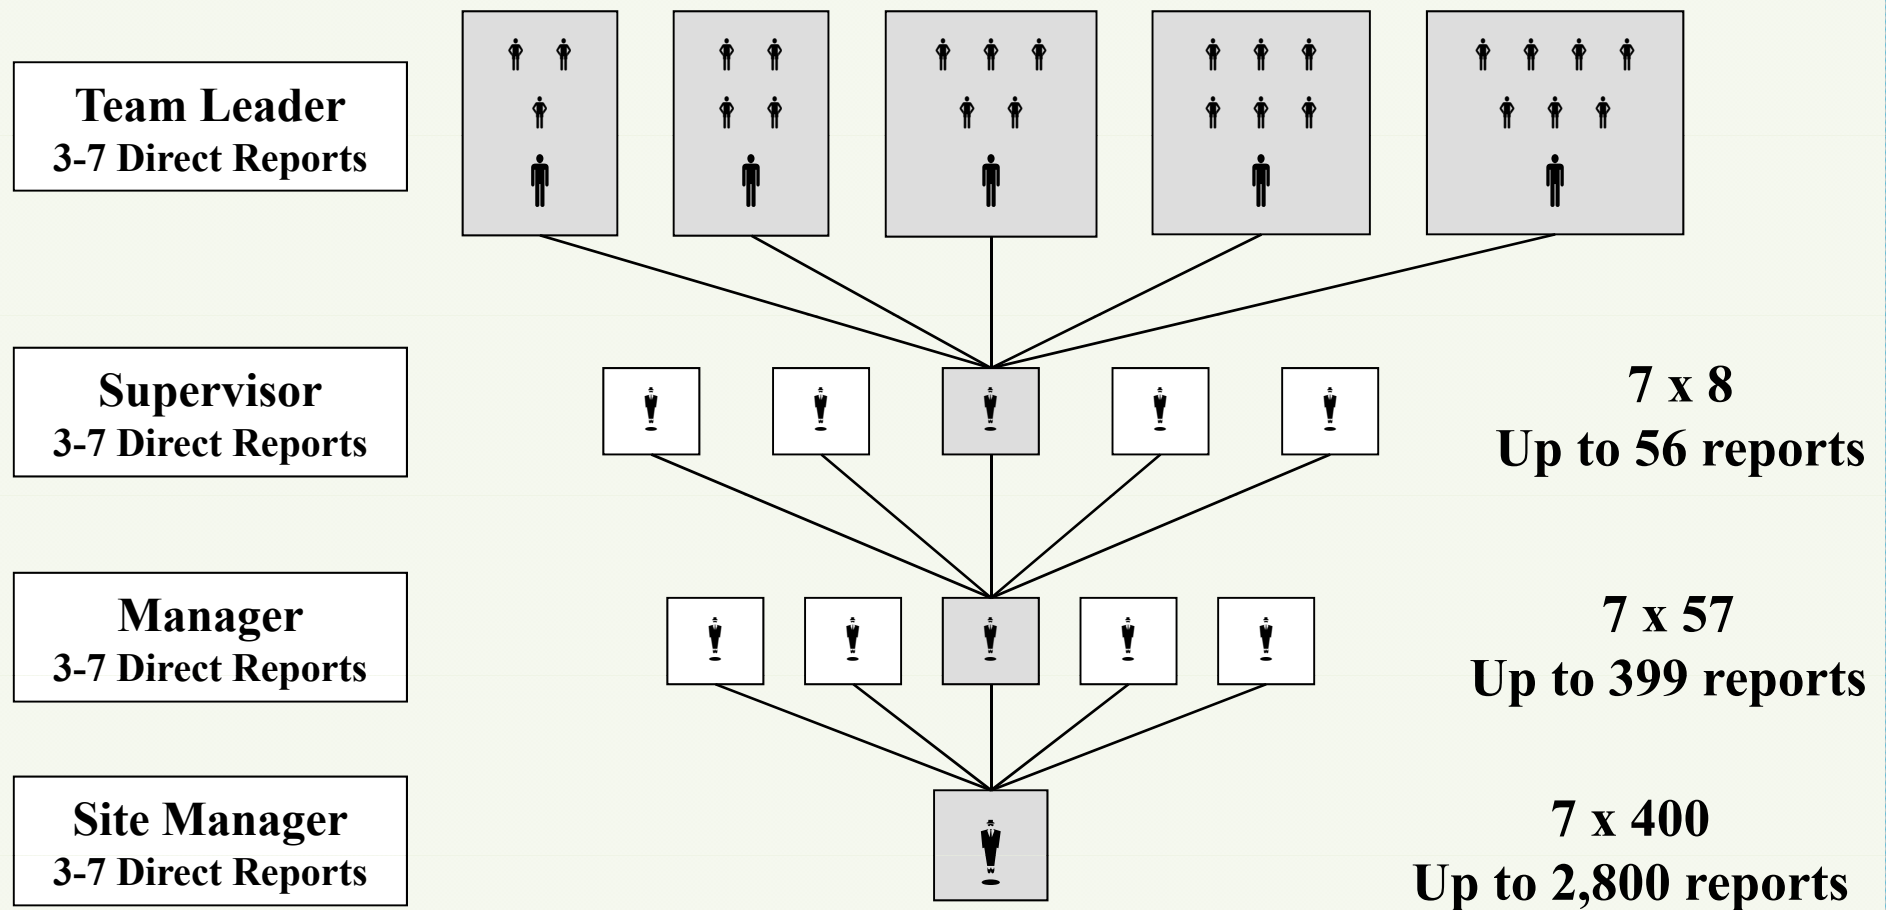 Team Leader
3-7 Direct Reports
Supervisor
3-7 Direct Reports
7 x 8
Up to 56 reports
Manager
3-7 Direct Reports
7 x 57
Up to 399 reports
Site Manager
3-7 Direct Reports
7 x 400
Up to 2,800 reports